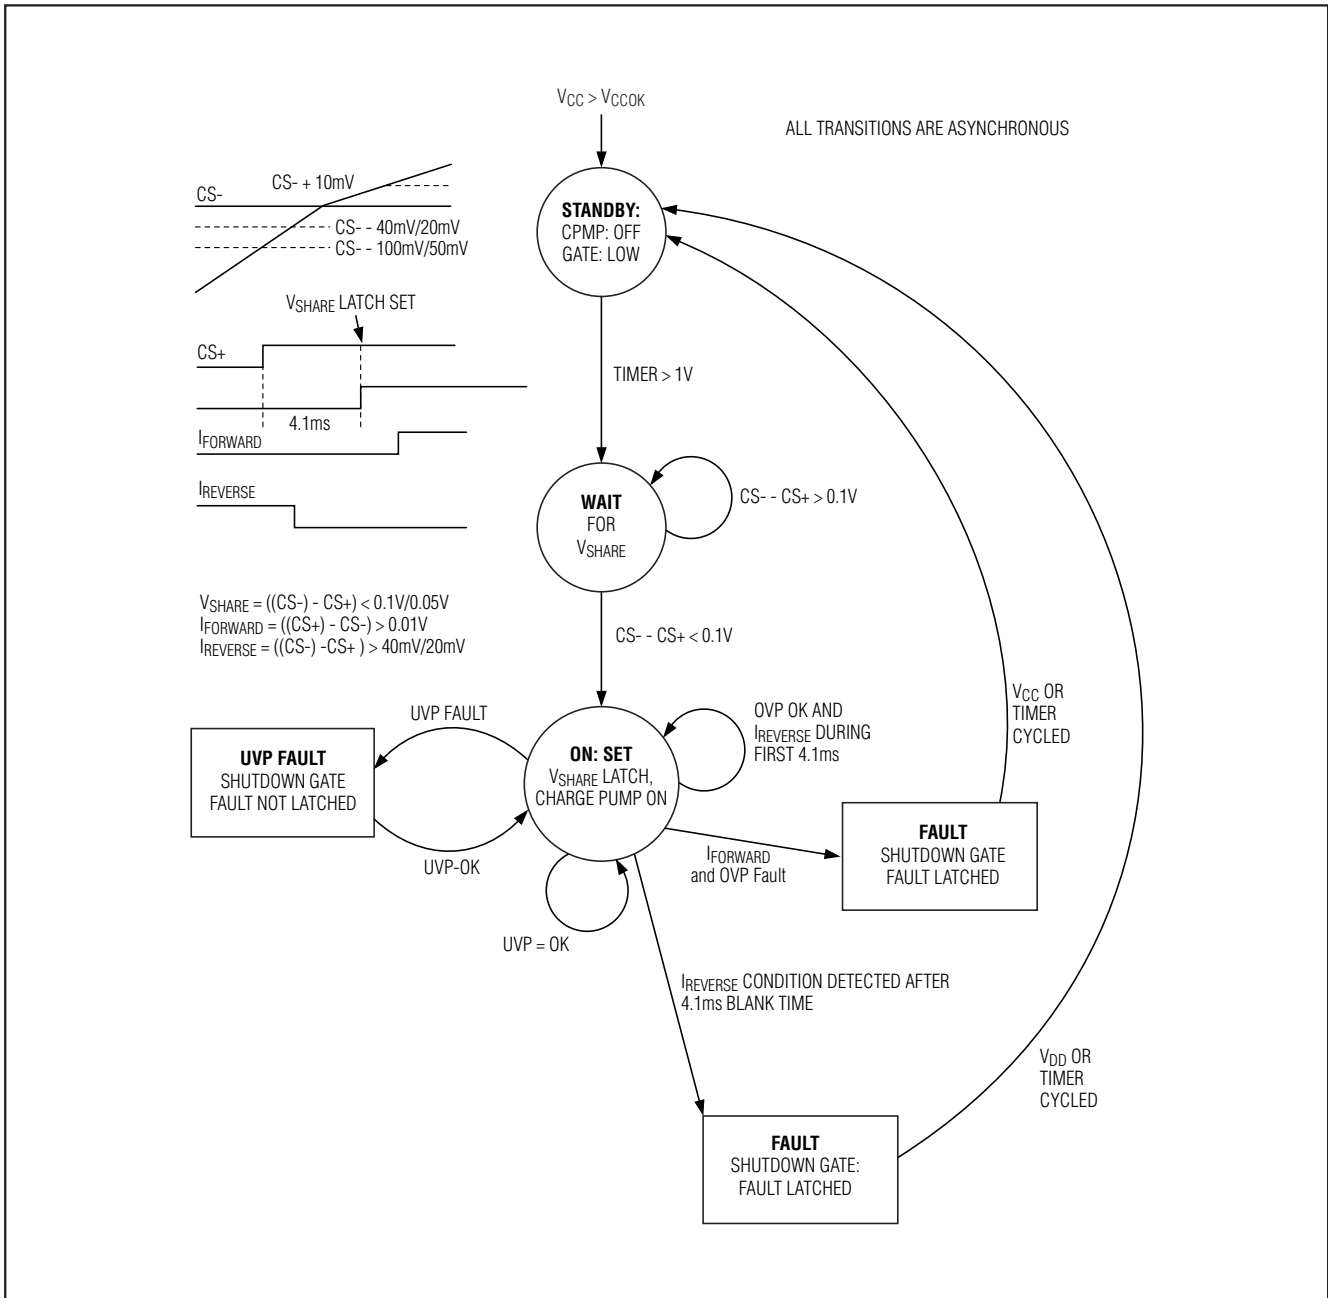 VCC > VCCOK
ALL TRANSITIONS ARE ASYNCHRONOUS
CS- + 10mV
CS-
CS- - 40mV/20mV
CS- - 100mV/50mV
STANDBY:
CPMP: OFF
GATE: LOW
VSHARE LATCH SET
CS+
4.1ms
IFORWARD
IREVERSE
TIMER > 1V
WAIT
FOR
VSHARE
CS- - CS+ > 0.1V
VSHARE = ((CS-) - CS+) < 0.1V/0.05V
IFORWARD = ((CS+) - CS-) > 0.01V
IREVERSE = ((CS-) -CS+ ) > 40mV/20mV
CS- - CS+ < 0.1V
UVP FAULT
UVP FAULT
SHUTDOWN GATE
FAULT NOT LATCHED
UVP-OK
ON: SET
VSHARE LATCH,
CHARGE PUMP ON
OVP OK AND
IREVERSE DURING
FIRST 4.1ms
VCC OR
TIMER
CYCLED
IFORWARD
and OVP Fault
FAULT
SHUTDOWN GATE
FAULT LATCHED
UVP = OK
IREVERSE CONDITION DETECTED AFTER
4.1ms BLANK TIME
VDD OR
TIMER
CYCLED
FAULT
SHUTDOWN GATE:
FAULT LATCHED